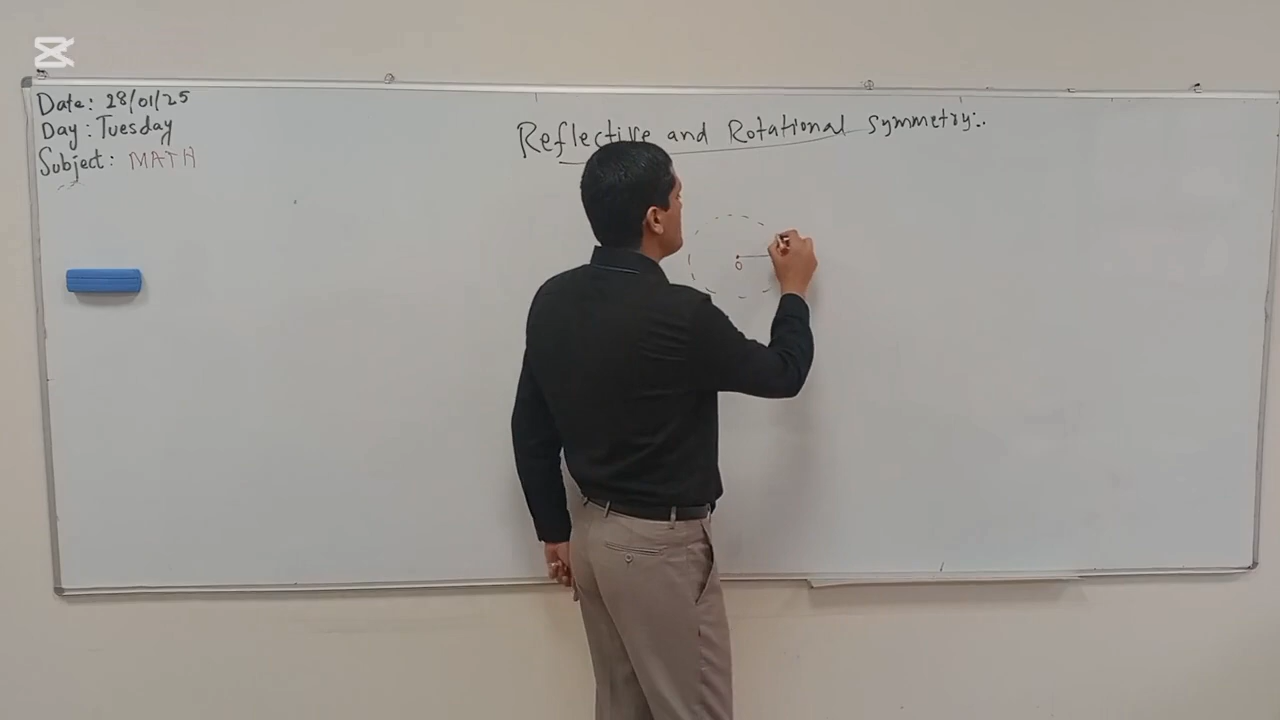 Date: 28/01/25
Day: Tuesday
Subject: MATH
Reflective and Rotational Symmetry:.
O